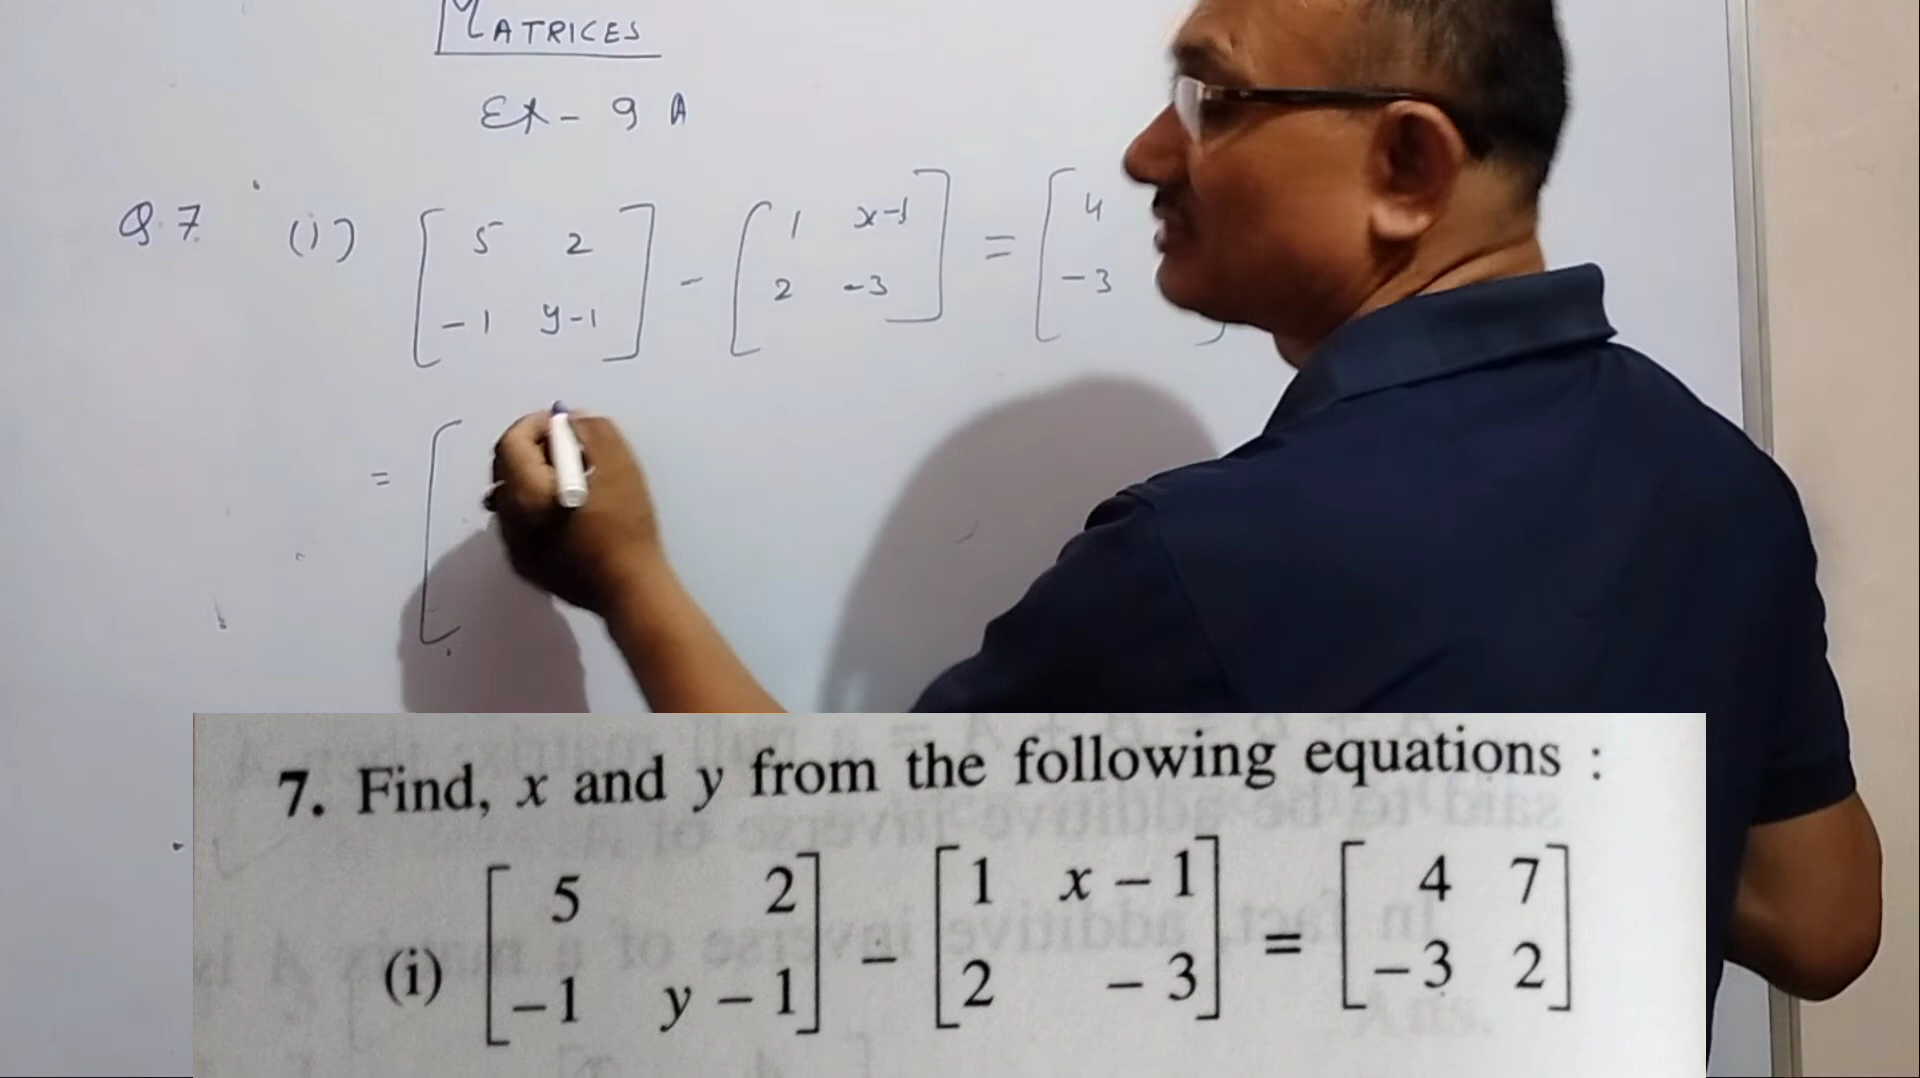 MATRICES
Ex - 9 A
Q.7. (i) [ 5 2 ] - [ 1 x-1 ] = [ 4
[ -1 y-1 ] [ 2 -3 ] [ -3
= [
7. Find, x and y from the following equations :
(i) [ 5 2 ] - [ 1 x - 1 ] = [ 4 7 ]
[ -1 y - 1 ] [ 2 - 3 ] [ -3 2 ]